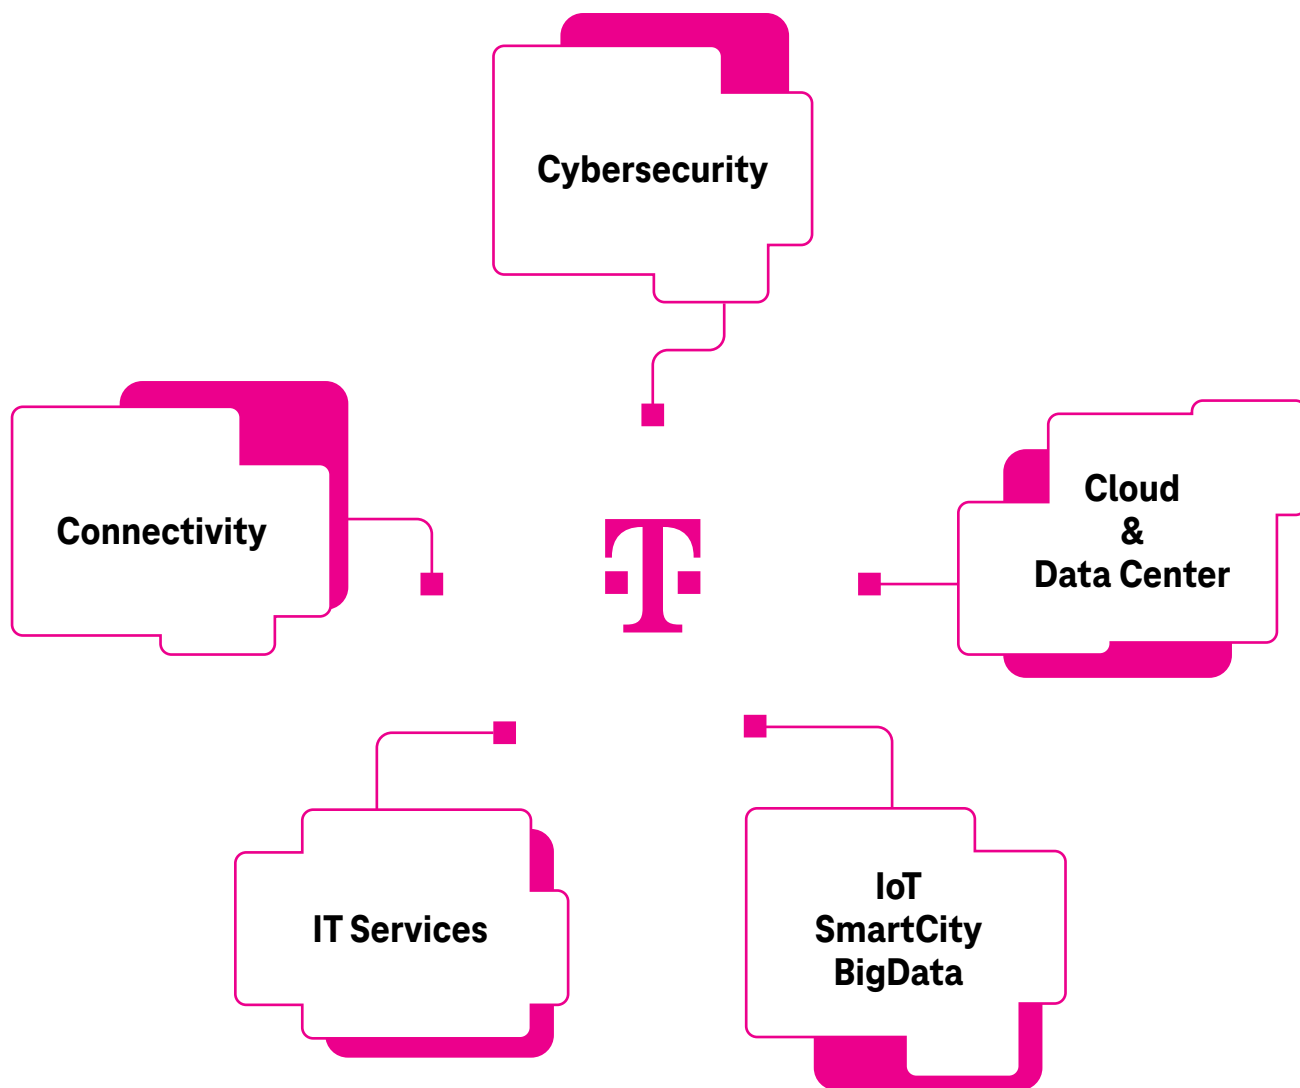 Cybersecurity
Connectivity
T
Cloud
&
Data Center
IT Services
IoT
SmartCity
BigData